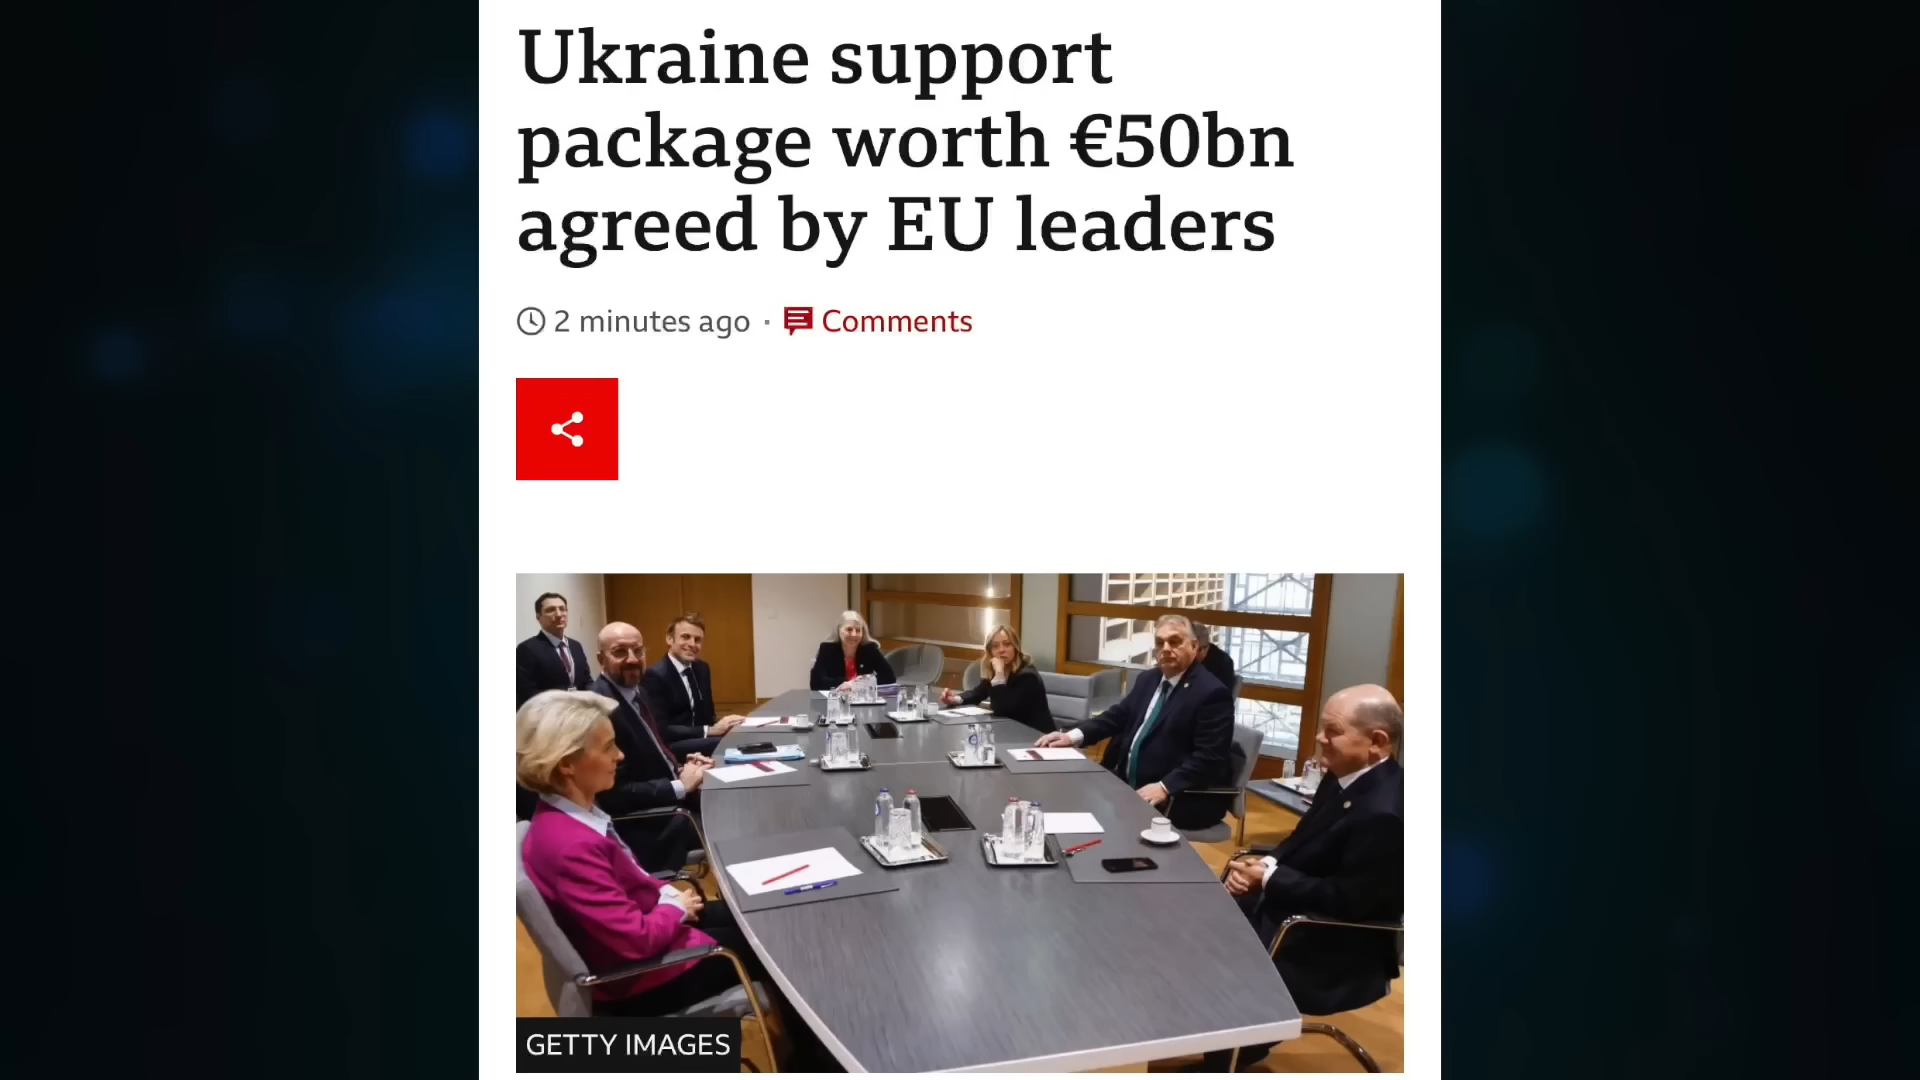 Ukraine support
package worth €50bn
agreed by EU leaders
2 minutes ago · Comments
GETTY IMAGES